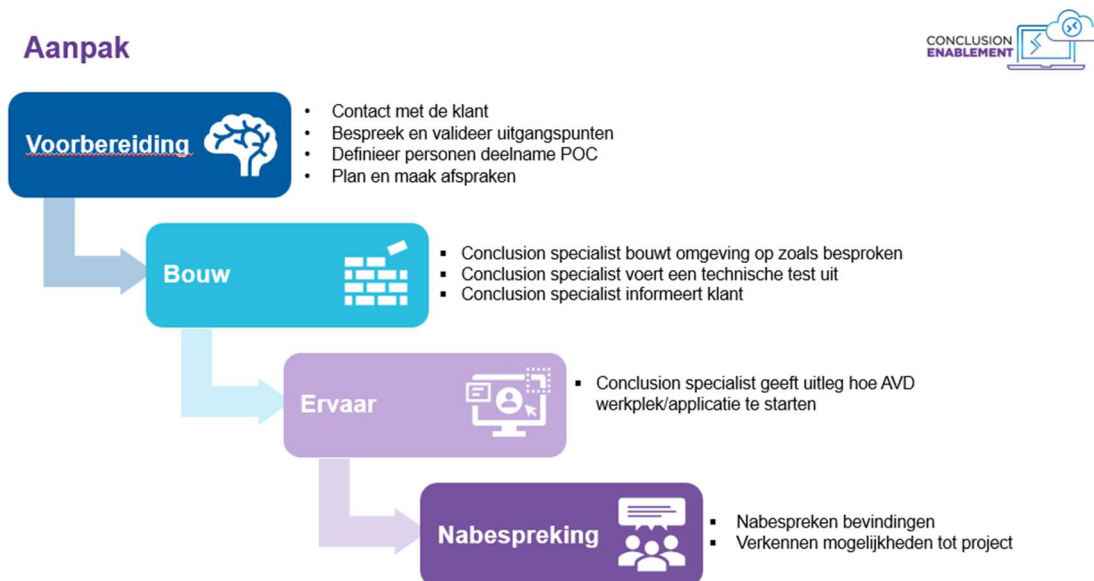 Aanpak
CONCLUSION
ENABLEMENT
Voorbereiding
• Contact met de klant
• Bespreek en valideer uitgangspunten
• Definieer personen deelname POC
• Plan en maak afspraken
Bouw
▪ Conclusion specialist bouwt omgeving op zoals besproken
▪ Conclusion specialist voert een technische test uit
▪ Conclusion specialist informeert klant
Ervaar
▪ Conclusion specialist geeft uitleg hoe AVD
werkplek/applicatie te starten
Nabespreking
▪ Nabespreken bevindingen
▪ Verkennen mogelijkheden tot project